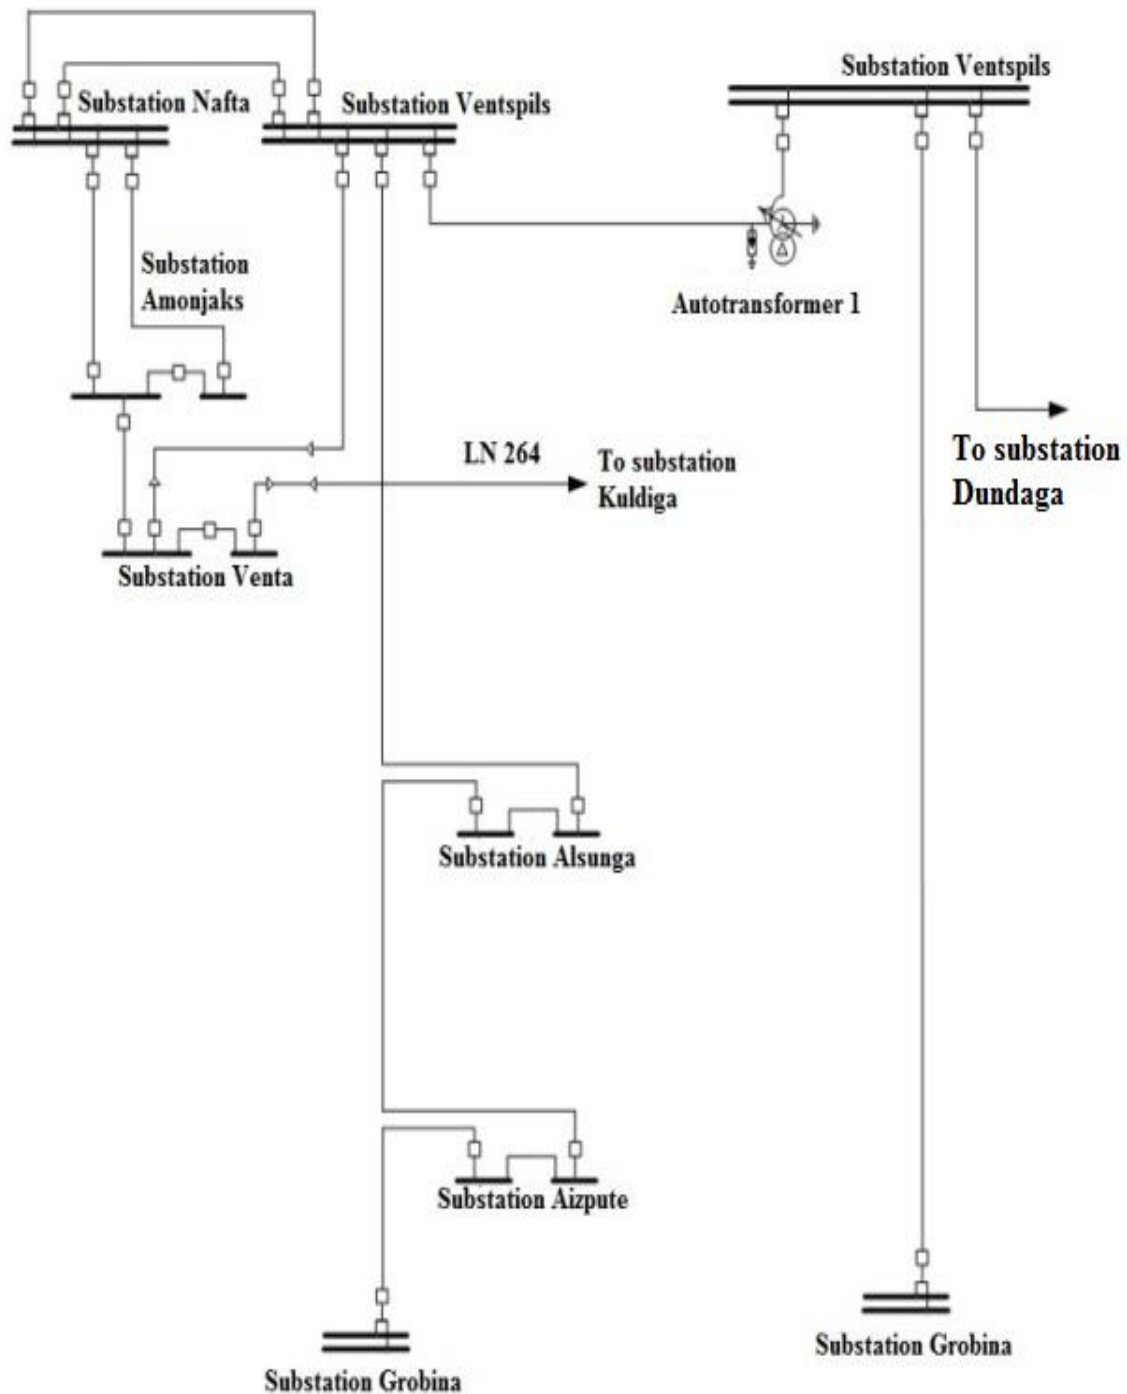 Substation Ventspils
Substation Nafta
Substation Ventspils
Substation
Amonjaks
Autotransformer 1
LN 264
To substation
Kuldiga
To substation
Dundaga
Substation Venta
Substation Alsunga
Substation Aizpute
Substation Grobina
Substation Grobina